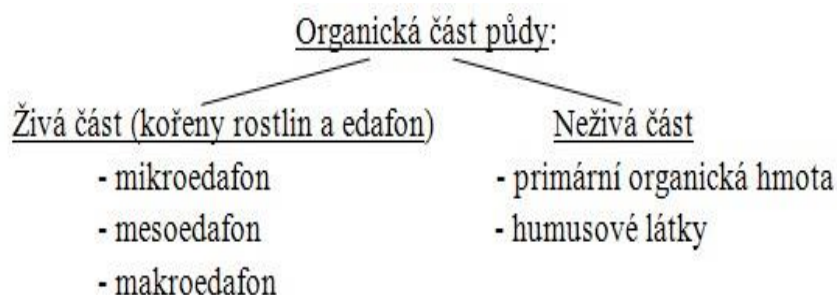 Organická část půdy:
Živá část (kořeny rostlin a edafon)
- mikroedafon
- mesoedafon
- makroedafon
Neživá část
- primární organická hmota
- humusové látky